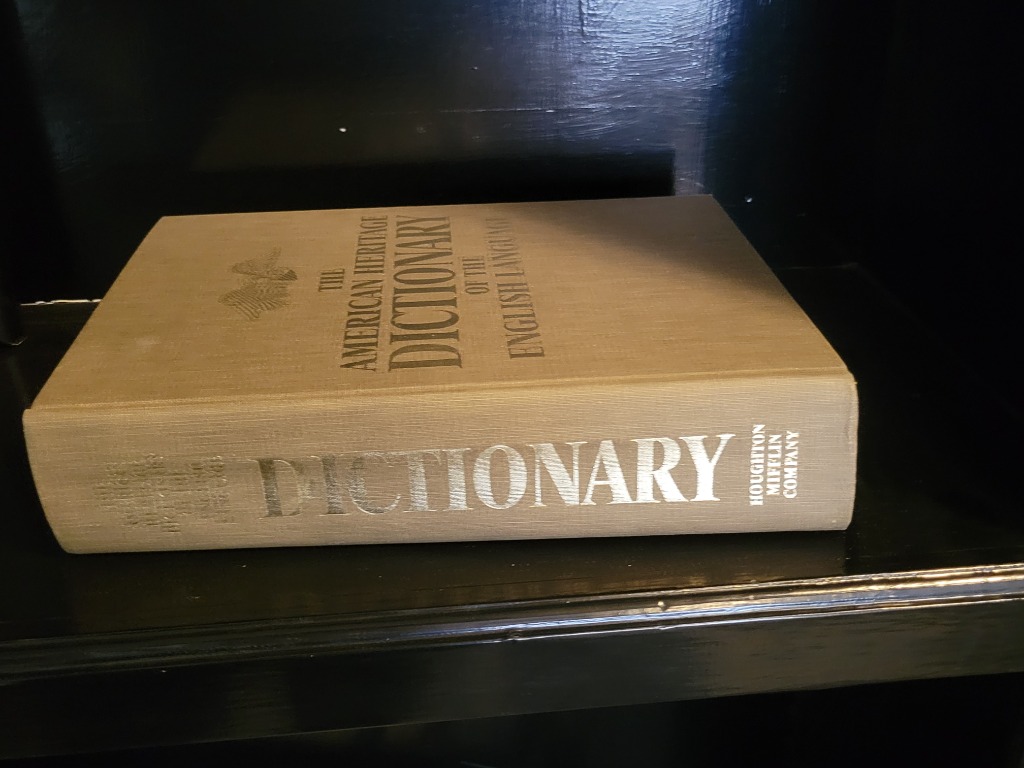 THE
AMERICAN HERITAGE
DICTIONARY
OF THE
ENGLISH LANGUAGE
DICTIONARY
HOUGHTON
MIFFLIN
COMPANY